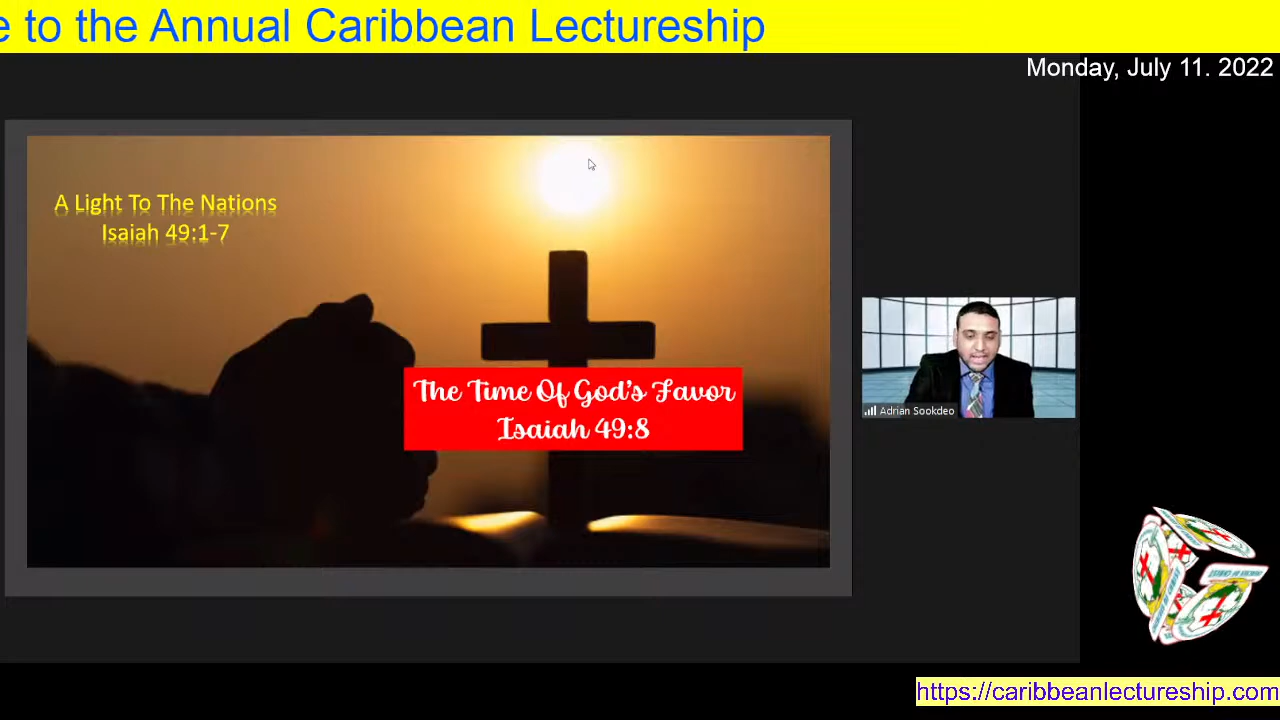 e to the Annual Caribbean Lectureship
Monday, July 11. 2022
A Light To The Nations
Isaiah 49:1-7
The Time Of God's Favor
Isaiah 49:8
Adrian Sookdeo
https://caribbeanlectureship.com